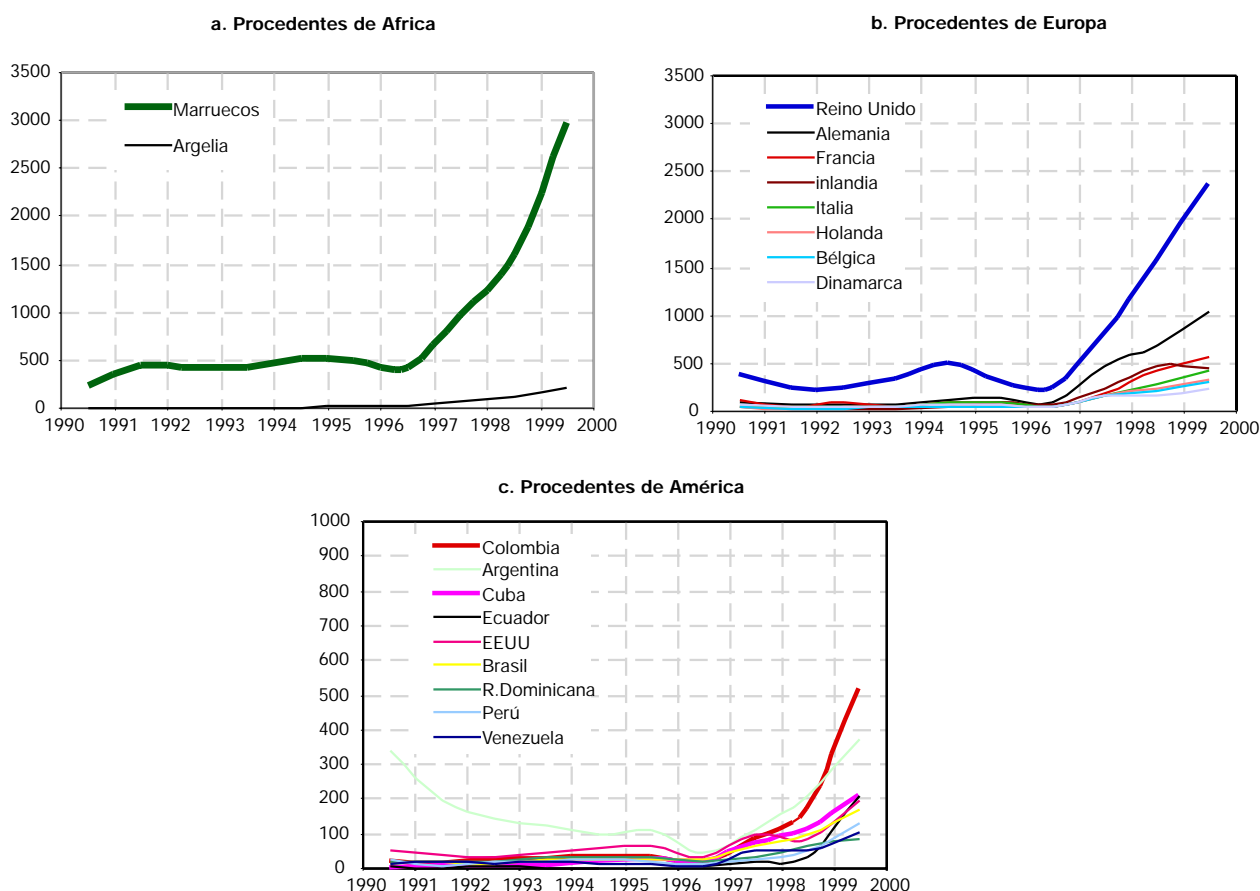 a. Procedentes de Africa
3500
3000
2500
2000
1500
1000
500
0
Marruecos
Argelia
1990 1991 1992 1993 1994 1995 1996 1997 1998 1999 2000
b. Procedentes de Europa
3500
3000
2500
2000
1500
1000
500
0
Reino Unido
Alemania
Francia
inlandia
Italia
Holanda
Bélgica
Dinamarca
1990 1991 1992 1993 1994 1995 1996 1997 1998 1999 2000
c. Procedentes de América
1000
900
800
700
600
500
400
300
200
100
0
Colombia
Argentina
Cuba
Ecuador
EEUU
Brasil
R.Dominicana
Perú
Venezuela
1990 1991 1992 1993 1994 1995 1996 1997 1998 1999 2000